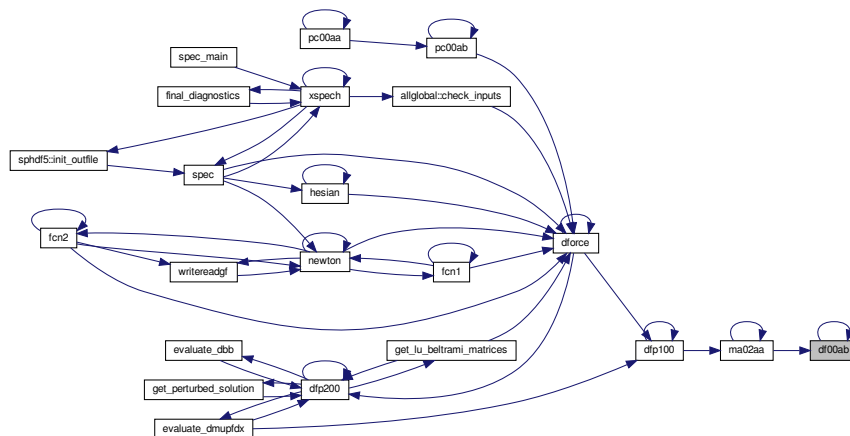 pc00aa
pc00ab
spec_main
final_diagnostics
xspech
allglobal::check_inputs
sphdf5::init_outfile
spec
hesian
fcn2
dforce
writereadgf
newton
fcn1
evaluate_dbb
get_lu_beltrami_matrices
dfp100
ma02aa
df00ab
get_perturbed_solution
dfp200
evaluate_dmupfdx